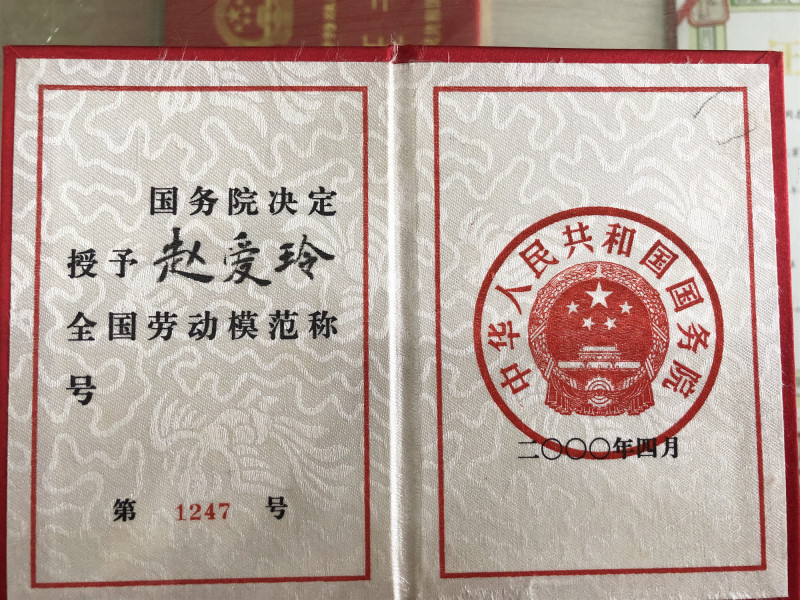 国务院决定
授予赵爱玲
全国劳动模范称
号
第 1247 号
中华人民共和国国务院
二〇〇〇年四月